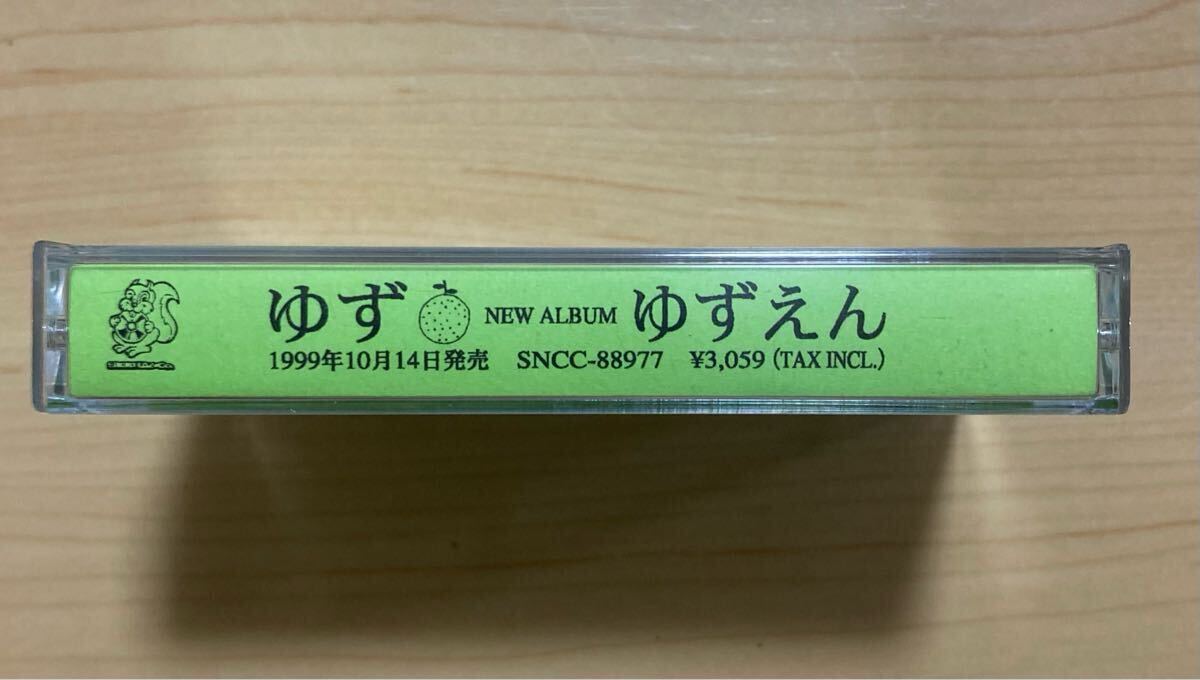 ゆず NEW ALBUM ゆずえん
1999年10月14日発売 SNCC-88977 ¥3,059 (TAX INCL.)